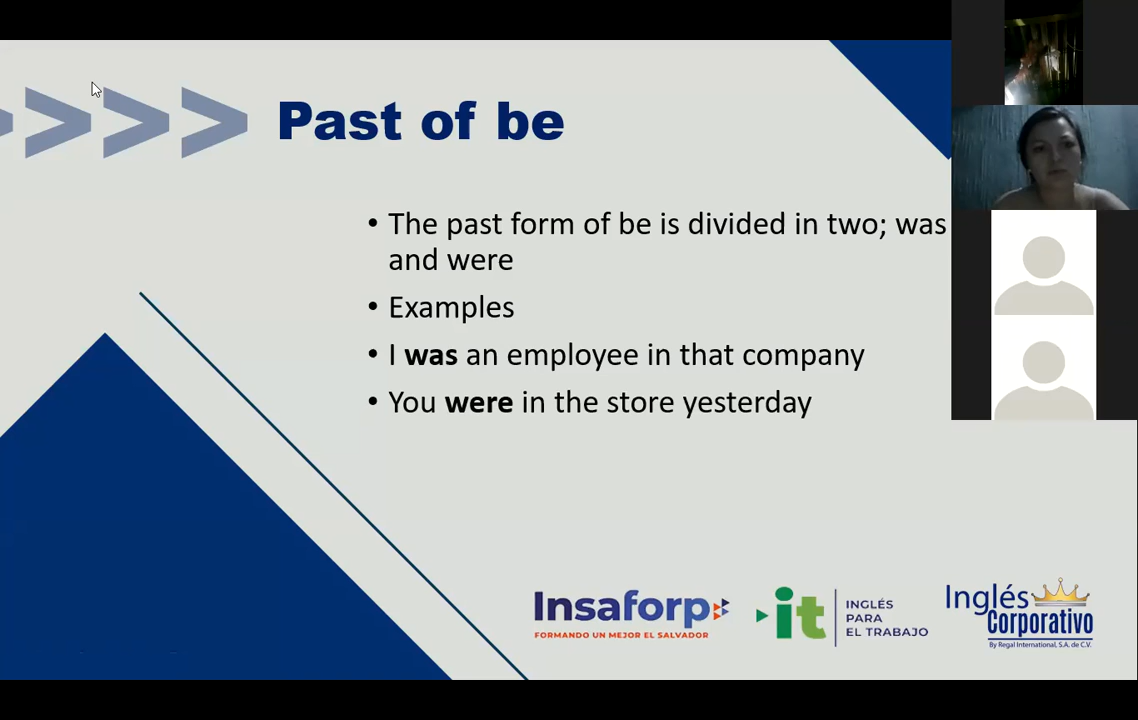 Past of be
• The past form of be is divided in two; was
and were
• Examples
• I was an employee in that company
• You were in the store yesterday
Insaforp
FORMANDO UN MEJOR EL SALVADOR
it
INGLÉS
PARA
EL TRABAJO
Inglés
Corporativo
By Regal International, S.A. de C.V.